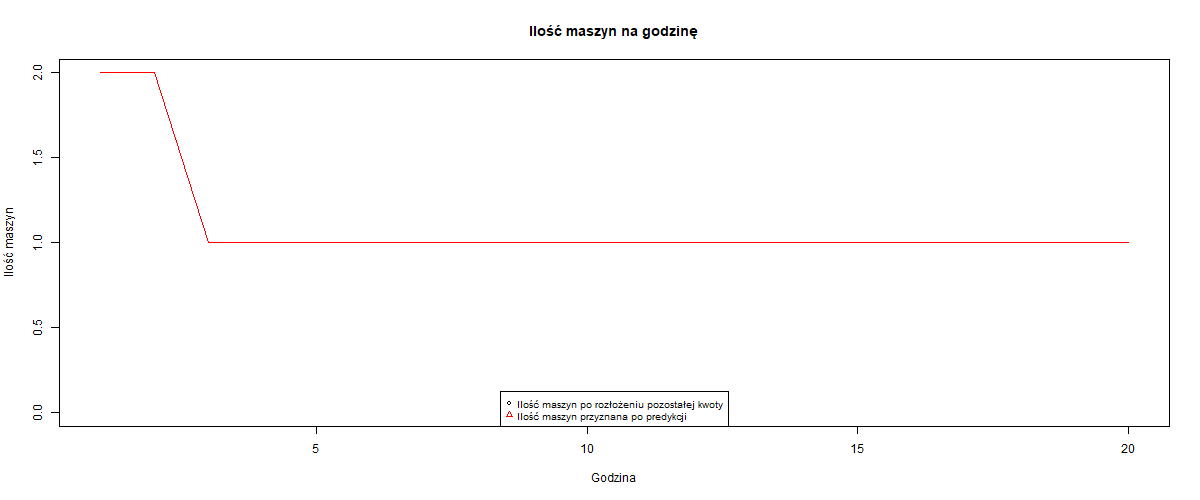 Ilość maszyn na godzinę
Ilość maszyn
2.0
1.5
1.0
0.5
0.0
Ilość maszyn po rozłożeniu pozostałej kwoty
Ilość maszyn przyznana po predykcji
5
10
15
20
Godzina